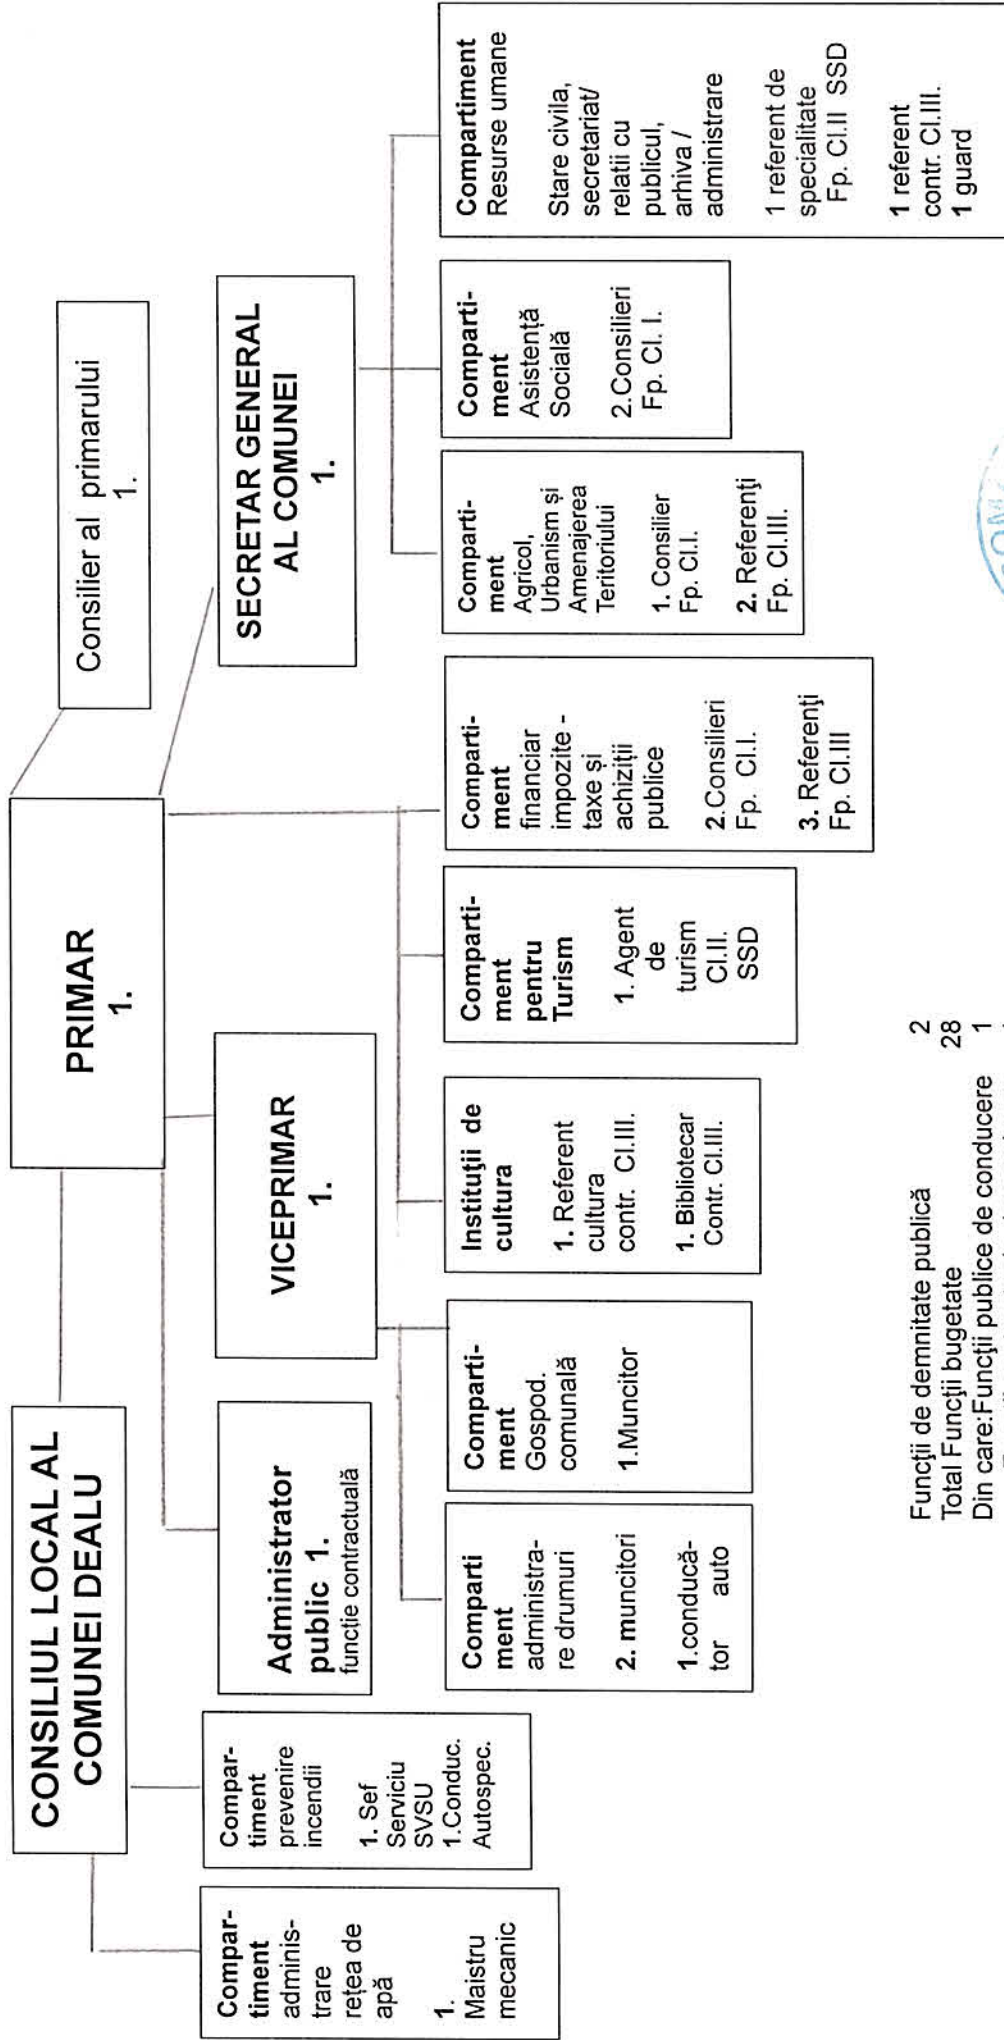 CONSILIUL LOCAL AL
COMUNEI DEALU
PRIMAR
1.
Consilier al primarului
1.
Administrator
public 1.
funcție contractuală
VICEPRIMAR
1.
SECRETAR GENERAL
AL COMUNEI
1.
Compar-
timent
adminis-
trare
rețea de
apă
1.
Maistru
mecanic
Compar-
timent
prevenire
incendii
1. Sef
Serviciu
SVSU
1.Conduc.
Autospec.
Comparti
ment
administra-
re drumuri
2. muncitori
1.conducă-
tor auto
Comparti-
ment
Gospod.
comunală
1.Muncitor
Instituţii de
cultura
1. Referent
cultura
contr. Cl.III.
1. Bibliotecar
Contr. Cl.III.
Comparti-
ment
pentru
Turism
1. Agent
de
turism
Cl.II.
SSD
Comparti-
ment
financiar
impozite -
taxe și
achiziții
publice
2.Consilieri
Fp. Cl.I.
3. Referenţi
Fp. Cl.III
Comparti-
ment
Agricol,
Urbanism și
Amenajerea
Teritoriului
1. Consilier
Fp. Cl.I.
2. Referenţi
Fp. Cl.III.
Comparti-
ment
Asistență
Socială
2.Consilieri
Fp. Cl. I.
Compartiment
Resurse umane
Stare civila,
secretariat/
relatii cu
publicul,
arhiva /
administrare
1 referent de
specialitate
Fp. Cl.II SSD
1 referent
contr. Cl.III.
1 guard
Funcţii de demnitate publică 2
Total Funcţii bugetate 28
Din care:Funcţii publice de conducere 1
COM